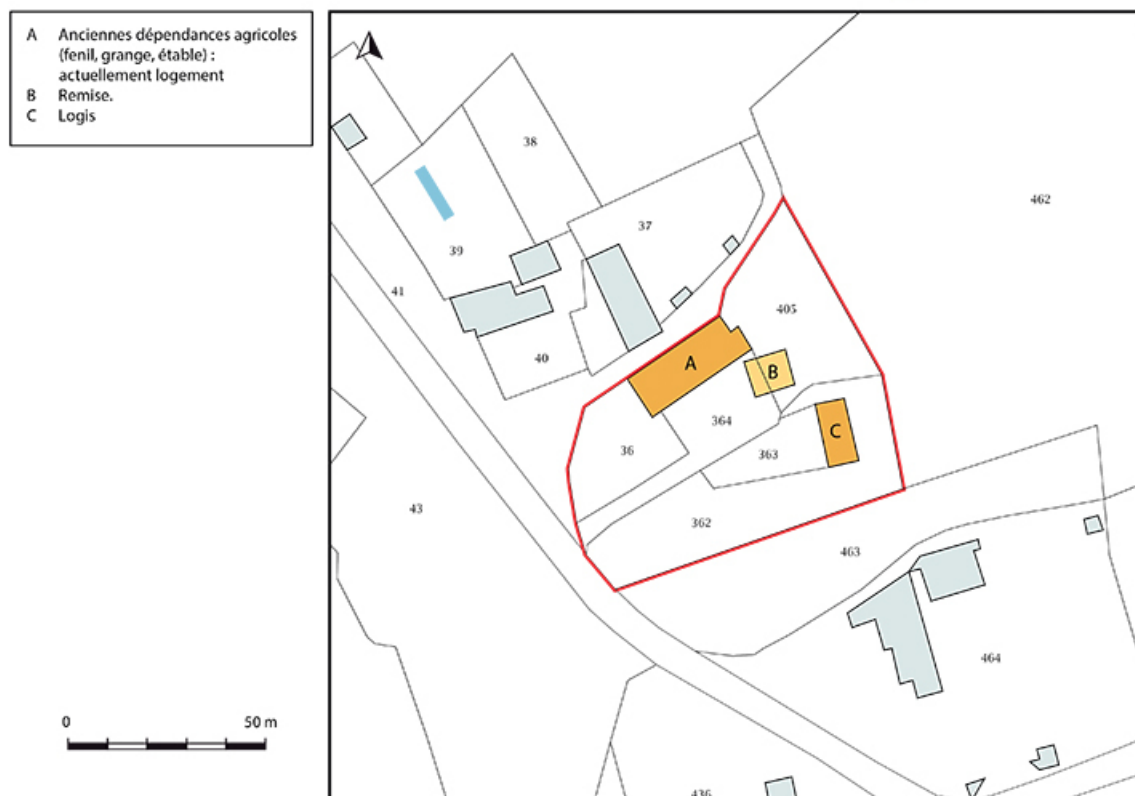 A Anciennes dépendances agricoles
(fenil, grange, étable) :
actuellement logement
B Remise.
C Logis
38
462
37
39
41
405
40
A
B
364
C
36
363
43
362
463
464
0 50 m
436